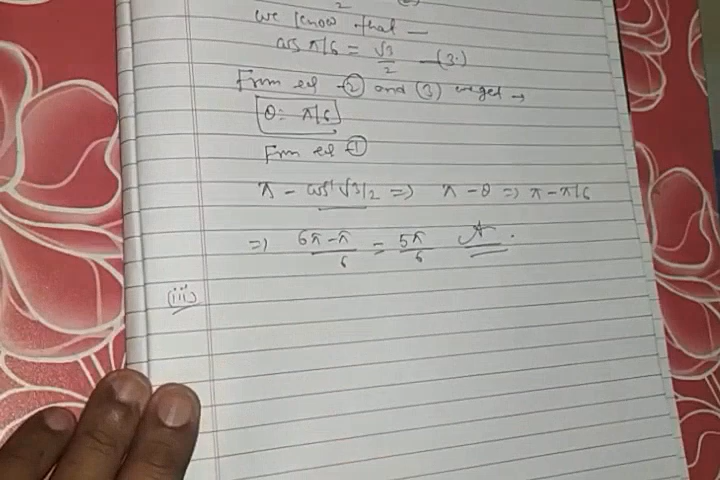 2
we know that —
cos π/6 = √3/2 —(3.)
From eq -② and (3) we get →
θ = π/6
From eq -①
π - cos⁻¹ √3/2 => π - θ => π - π/6
=> 6π - π/6 = 5π/6 A.
(iii)